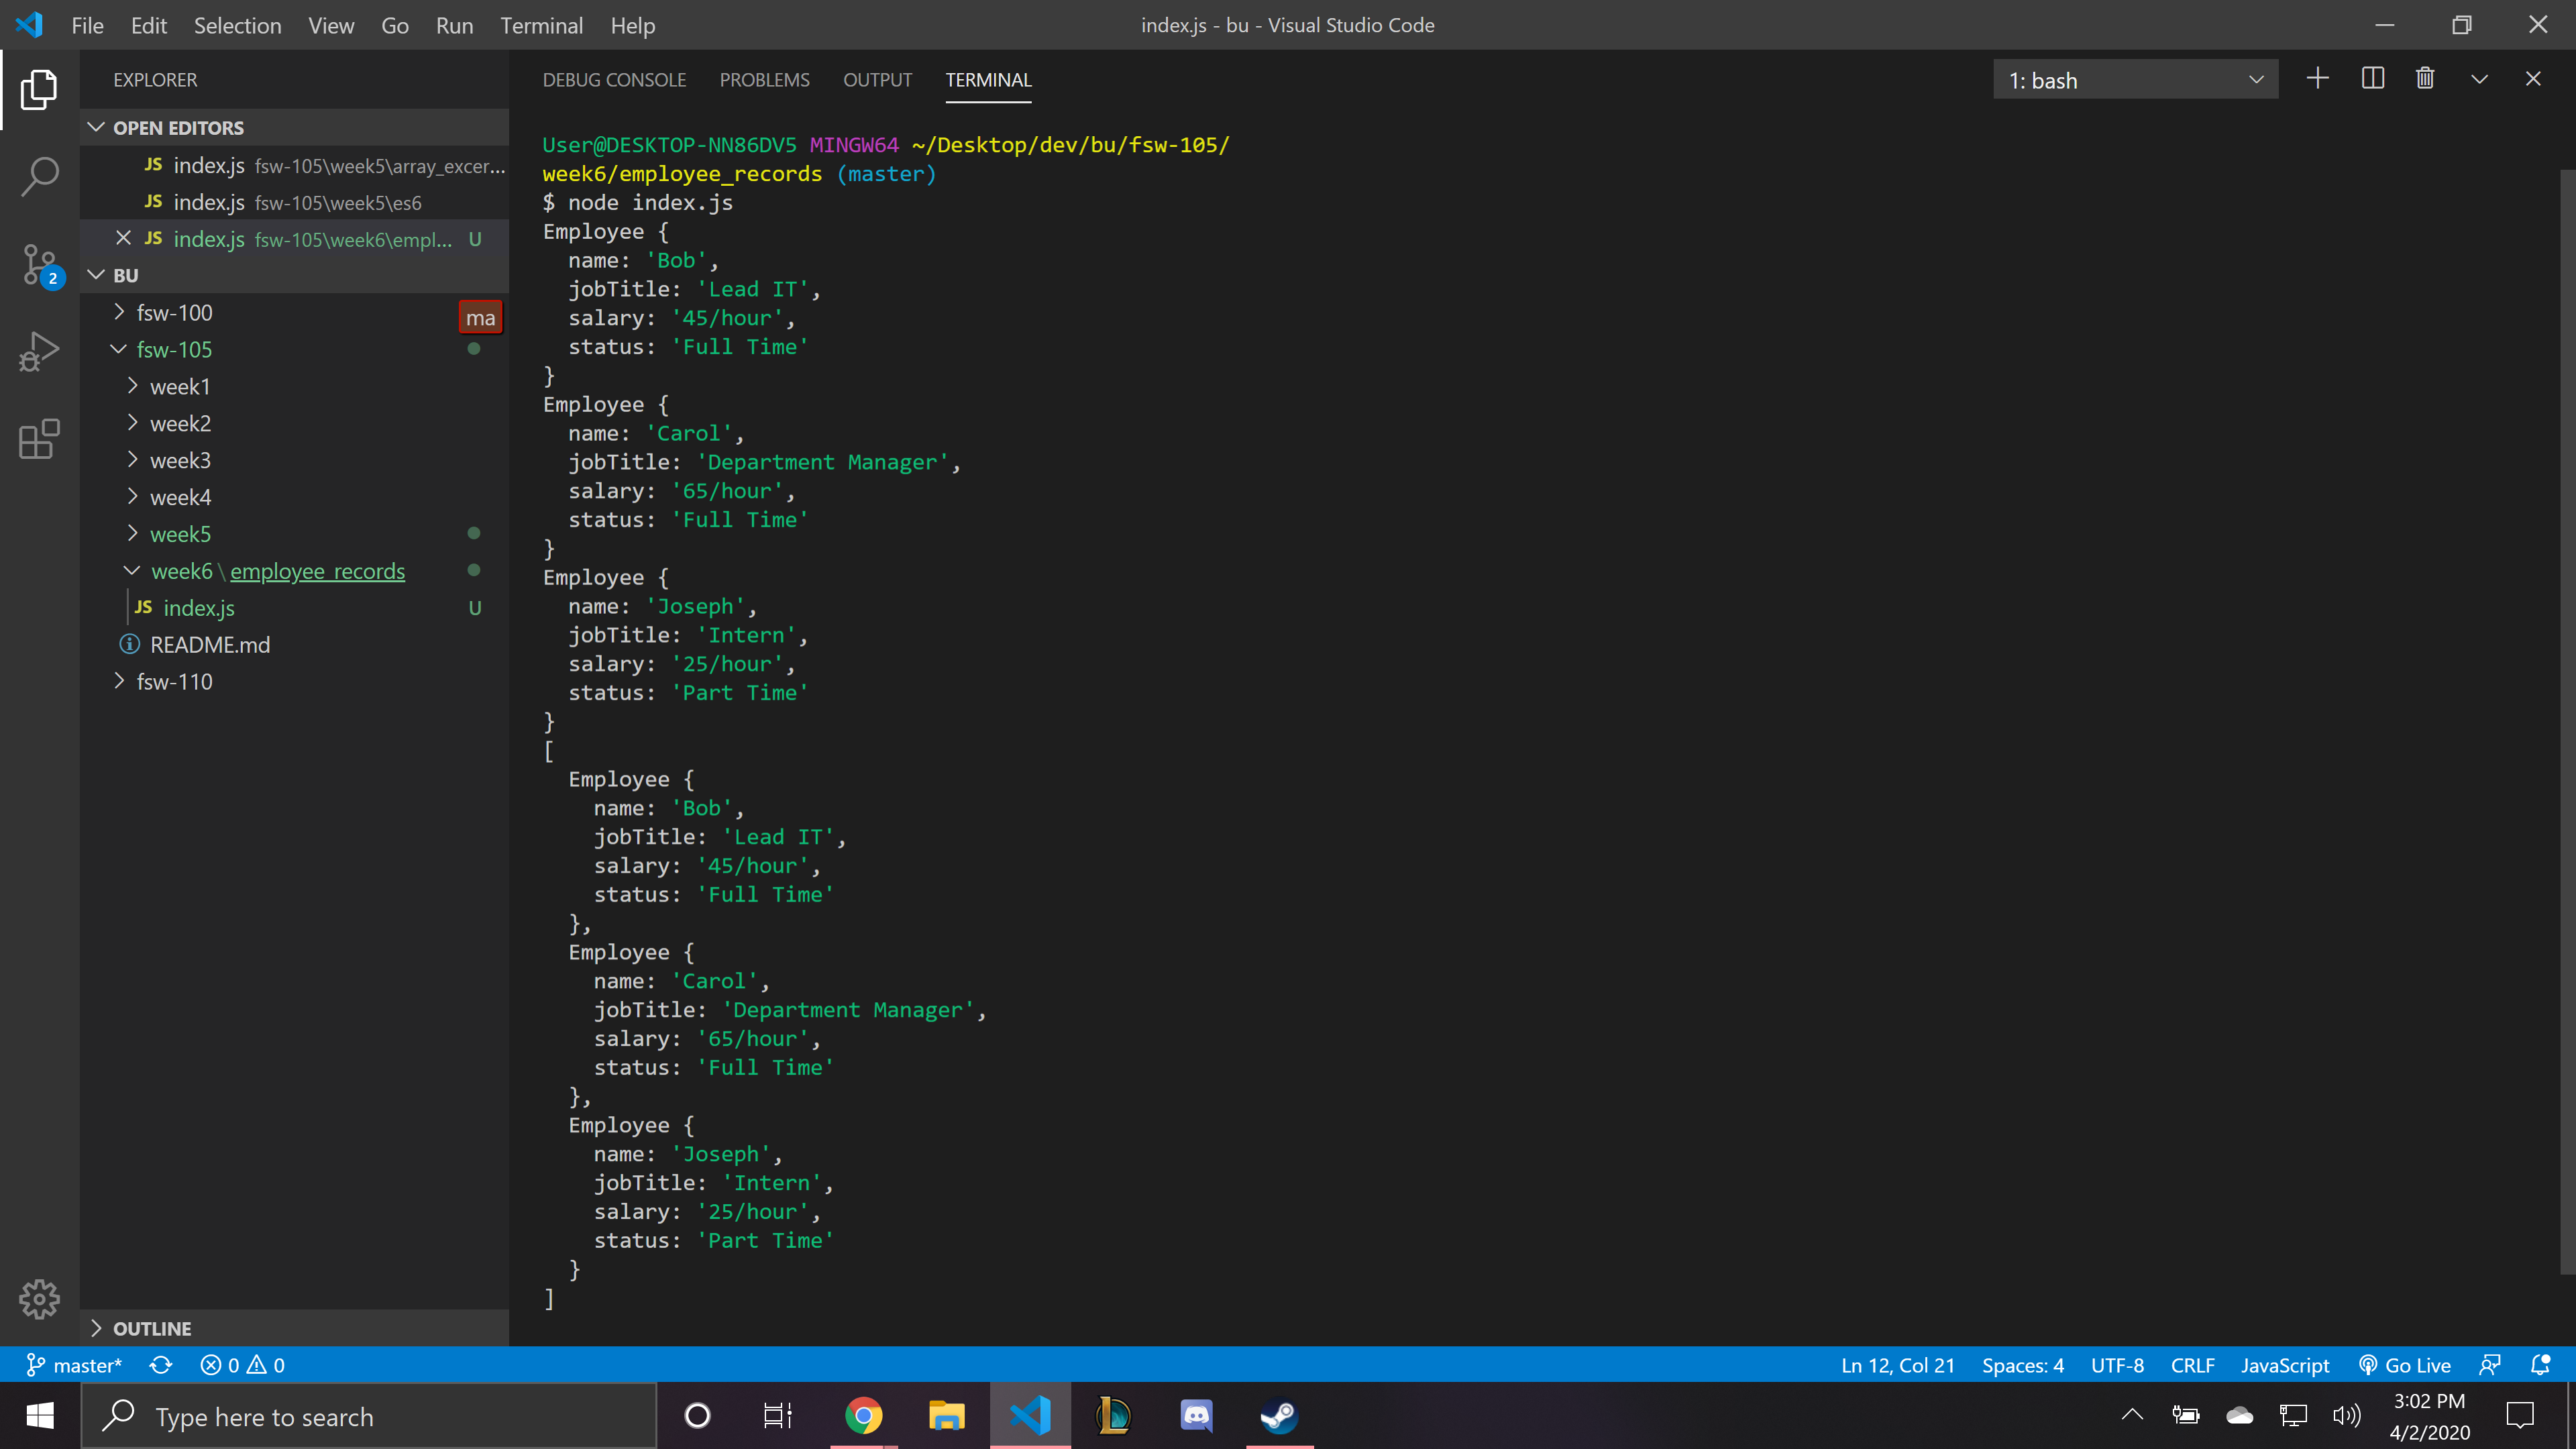 File Edit Selection View Go Run Terminal Help
index.js - bu - Visual Studio Code
EXPLORER
OPEN EDITORS
JS index.js fsw-105\week5\array_excer...
JS index.js fsw-105\week5\es6
JS index.js fsw-105\week6\empl... U
2
BU
fsw-100
ma
fsw-105
week1
week2
week3
week4
week5
week6 \ employee_records
JS index.js U
README.md
fsw-110
OUTLINE
DEBUG CONSOLE PROBLEMS OUTPUT TERMINAL
1: bash
User@DESKTOP-NN86DV5 MINGW64 ~/Desktop/dev/bu/fsw-105/
week6/employee_records (master)
$ node index.js
Employee {
  name: 'Bob',
  jobTitle: 'Lead IT',
  salary: '45/hour',
  status: 'Full Time'
}
Employee {
  name: 'Carol',
  jobTitle: 'Department Manager',
  salary: '65/hour',
  status: 'Full Time'
}
Employee {
  name: 'Joseph',
  jobTitle: 'Intern',
  salary: '25/hour',
  status: 'Part Time'
}
[
  Employee {
    name: 'Bob',
    jobTitle: 'Lead IT',
    salary: '45/hour',
    status: 'Full Time'
  },
  Employee {
    name: 'Carol',
    jobTitle: 'Department Manager',
    salary: '65/hour',
    status: 'Full Time'
  },
  Employee {
    name: 'Joseph',
    jobTitle: 'Intern',
    salary: '25/hour',
    status: 'Part Time'
  }
]
master* 0 0
Ln 12, Col 21 Spaces: 4 UTF-8 CRLF JavaScript Go Live
Type here to search
3:02 PM
4/2/2020